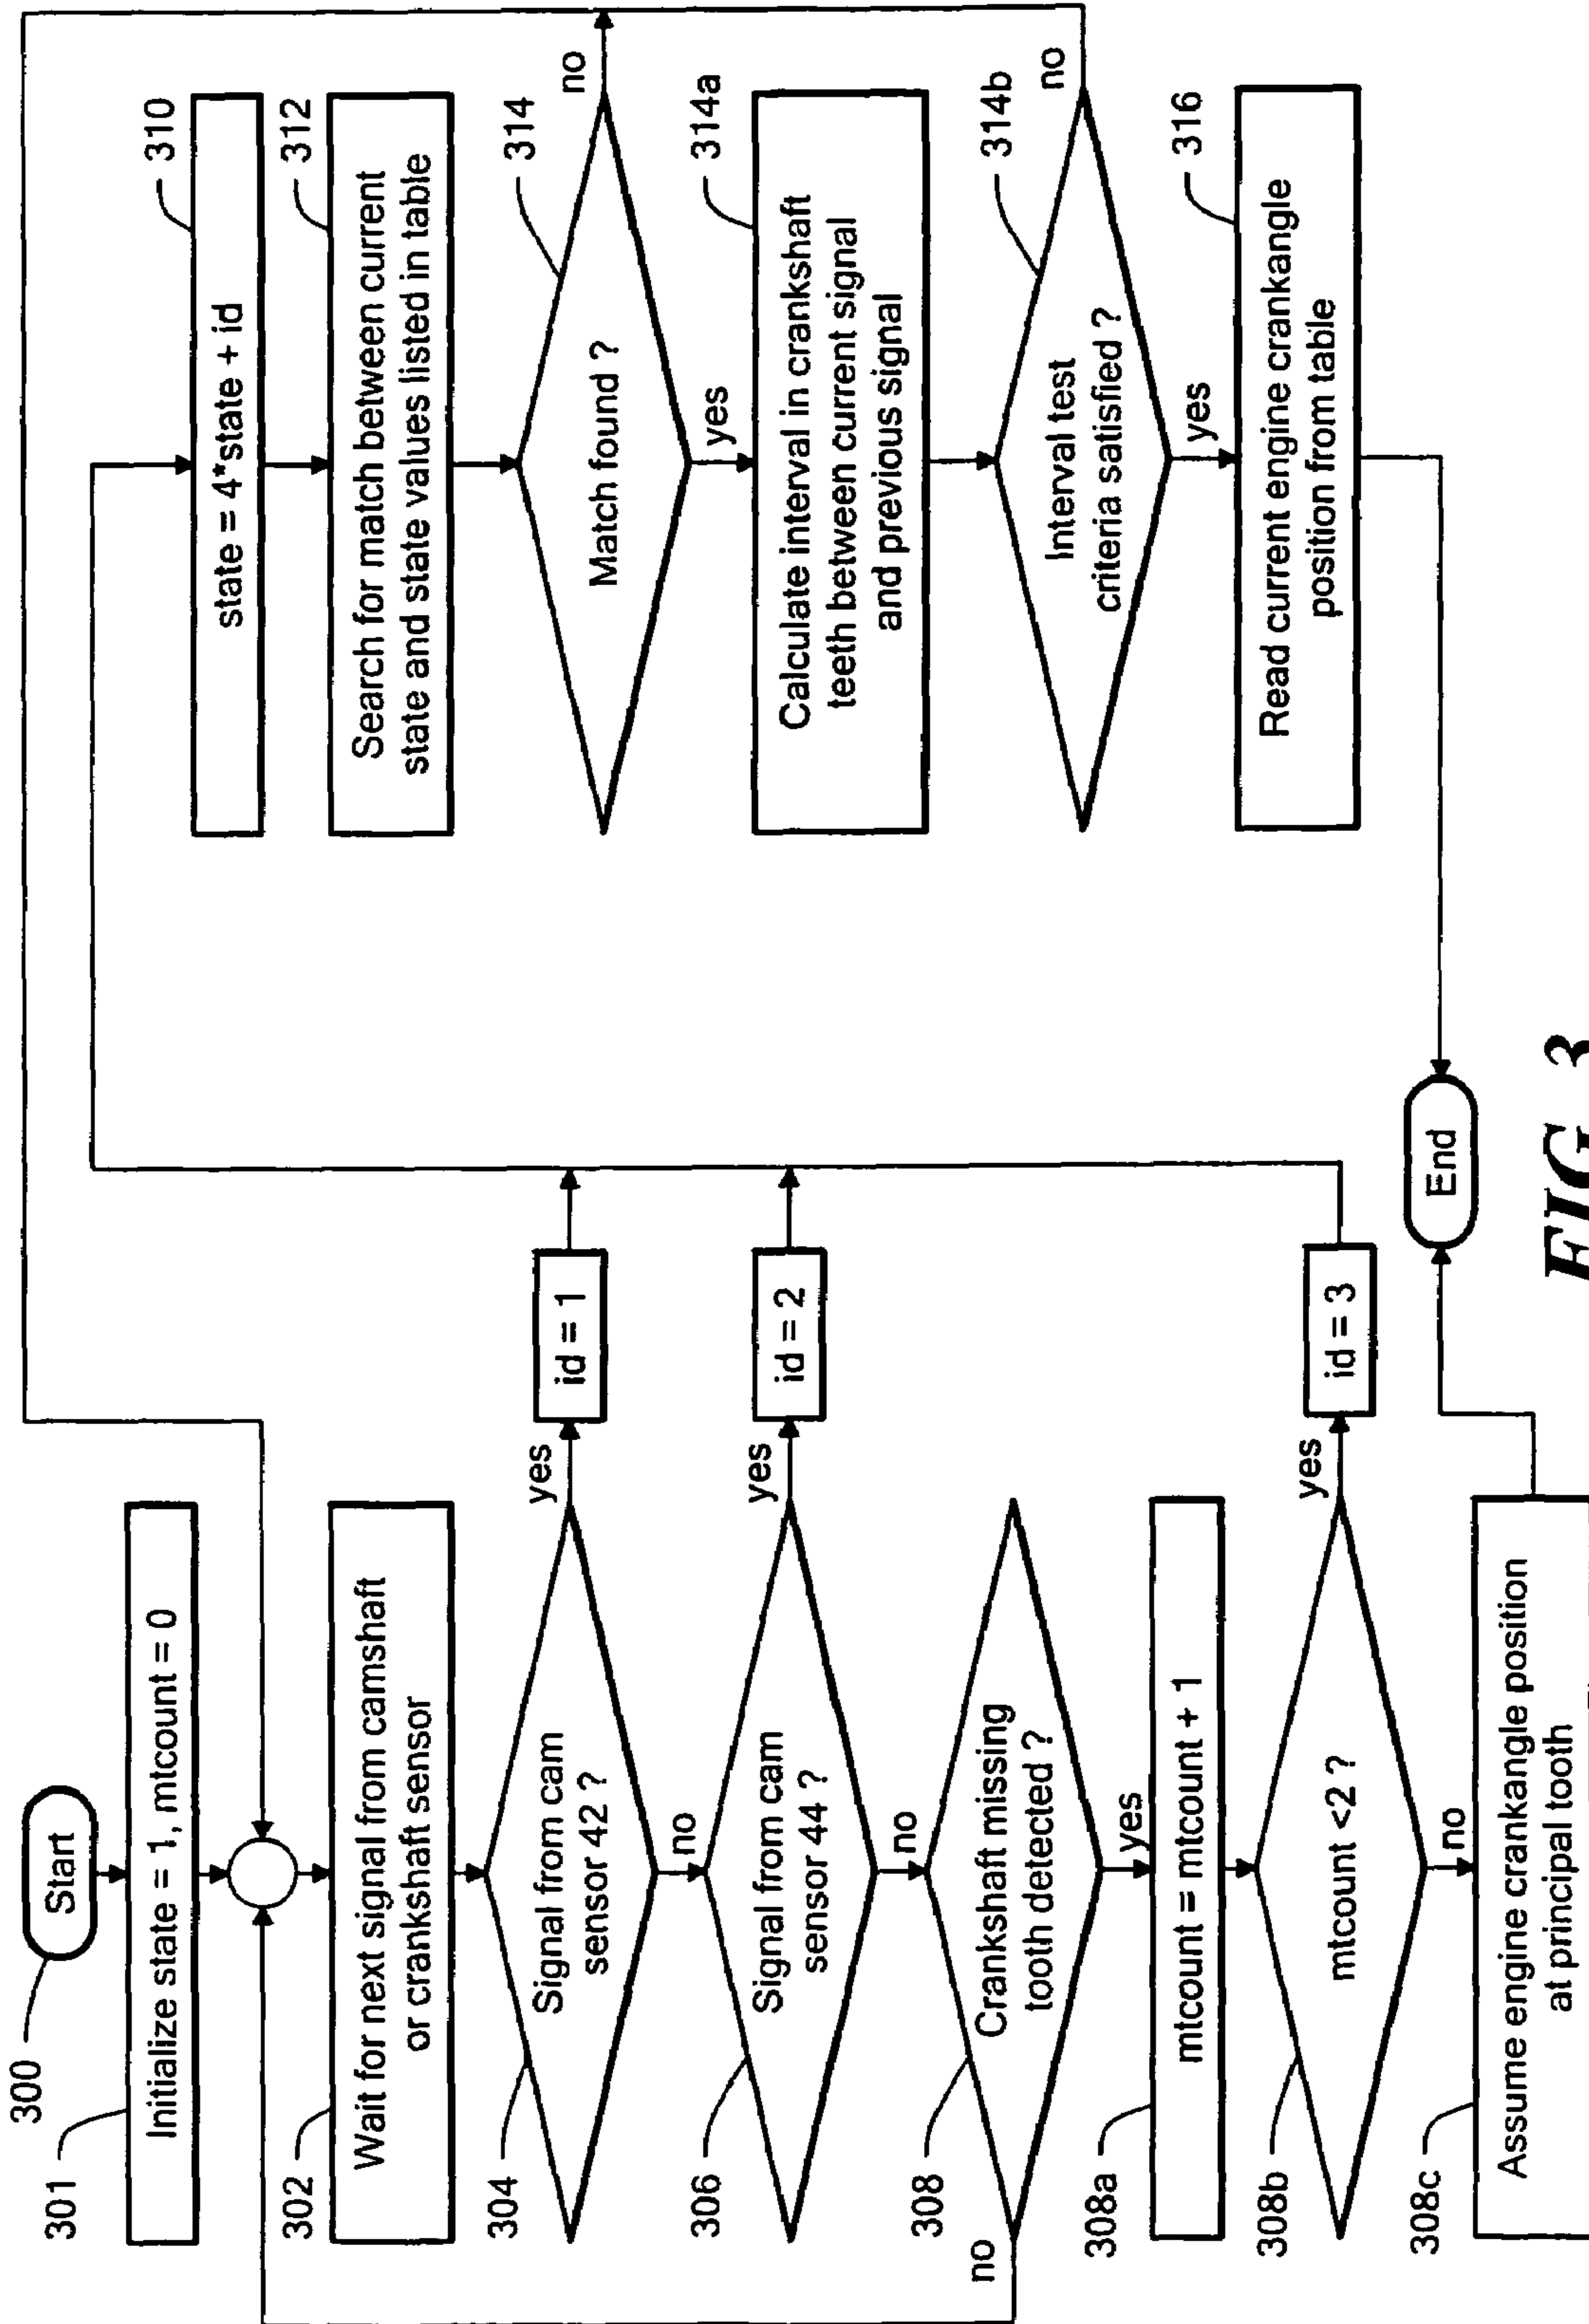 300
Start
301
Initialize state = 1, mtcount = 0
302
Wait for next signal from camshaft
or crankshaft sensor
304
Signal from cam
sensor 42 ?
yes
id = 1
no
306
Signal from cam
sensor 44 ?
yes
id = 2
no
308
Crankshaft missing
tooth detected ?
no
yes
308a
mtcount = mtcount + 1
308b
mtcount <2 ?
yes
id = 3
no
308c
Assume engine crankangle position
at principal tooth
End
310
state = 4*state + id
312
Search for match between current
state and state values listed in table
314
Match found ?
no
yes
314a
Calculate interval in crankshaft
teeth between current signal
and previous signal
314b
Interval test
criteria satisfied ?
no
yes
316
Read current engine crankangle
position from table
FIG. 3